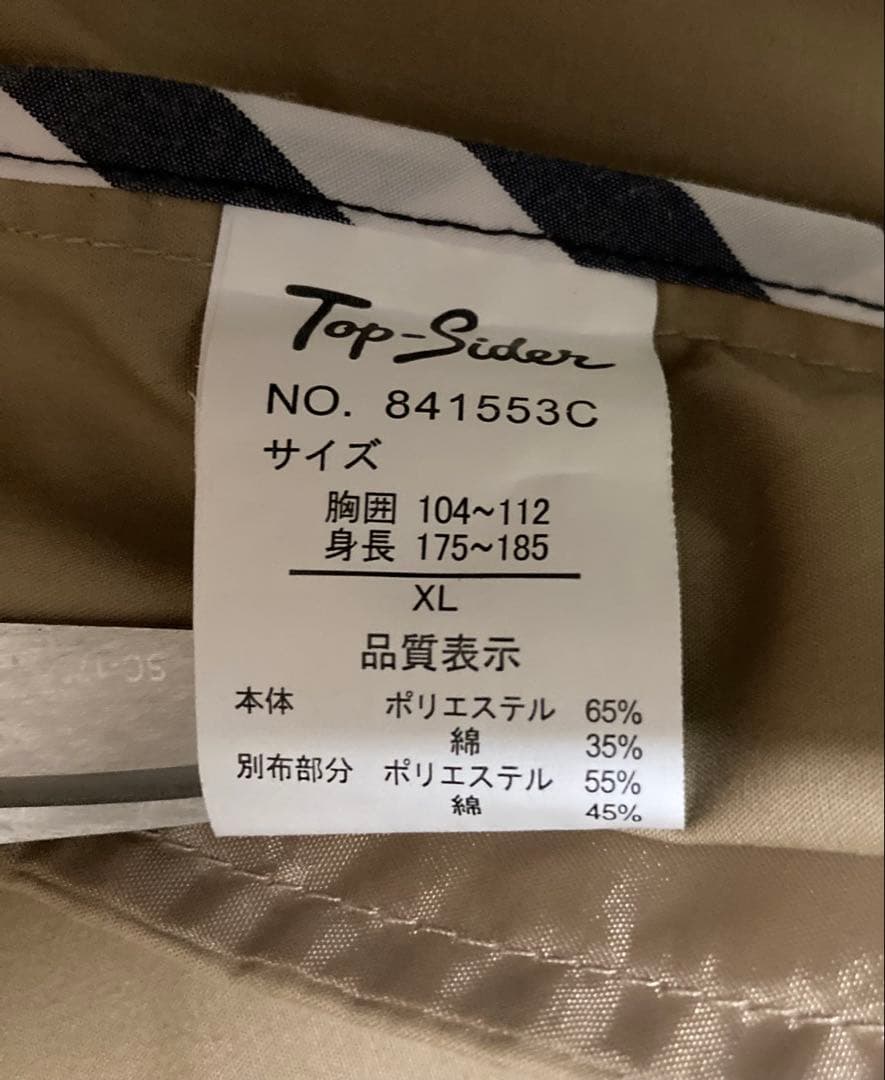 Top-Sider
NO. 841553C
サイズ
胸囲 104~112
身長 175~185
XL
品質表示
本体 ポリエステル 65%
綿 35%
別布部分 ポリエステル 55%
綿 45%